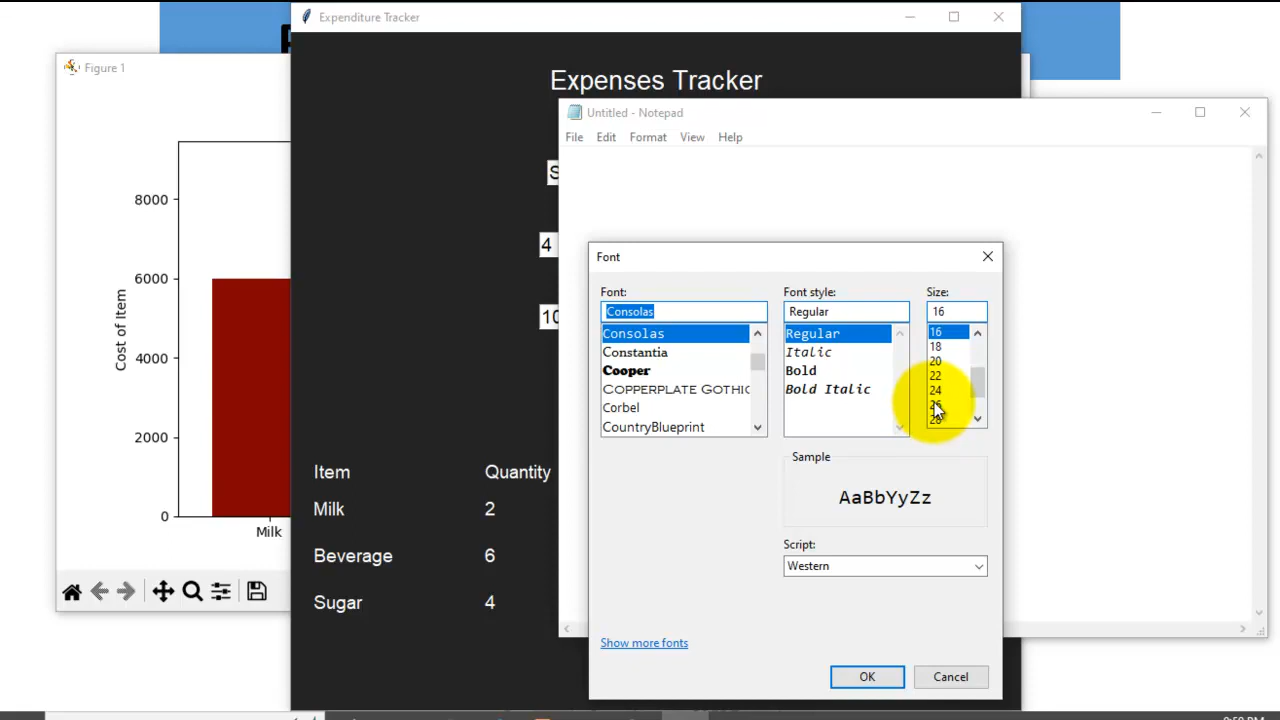 Expenditure Tracker
Figure 1
Expenses Tracker
Untitled - Notepad
File Edit Format View Help
S
4
10
8000
6000
4000
2000
0
Cost of Item
Milk
Item Quantity
Milk 2
Beverage 6
Sugar 4
Font
Font: Font style: Size:
Consolas Regular 16
Consolas Regular 16
Constantia Italic 18
Cooper Bold 20
COPPERPLATE GOTHIC Bold Italic 22
Corbel 24
CountryBlueprint 26
28
Sample
AaBbYyZz
Script:
Western
Show more fonts
OK Cancel